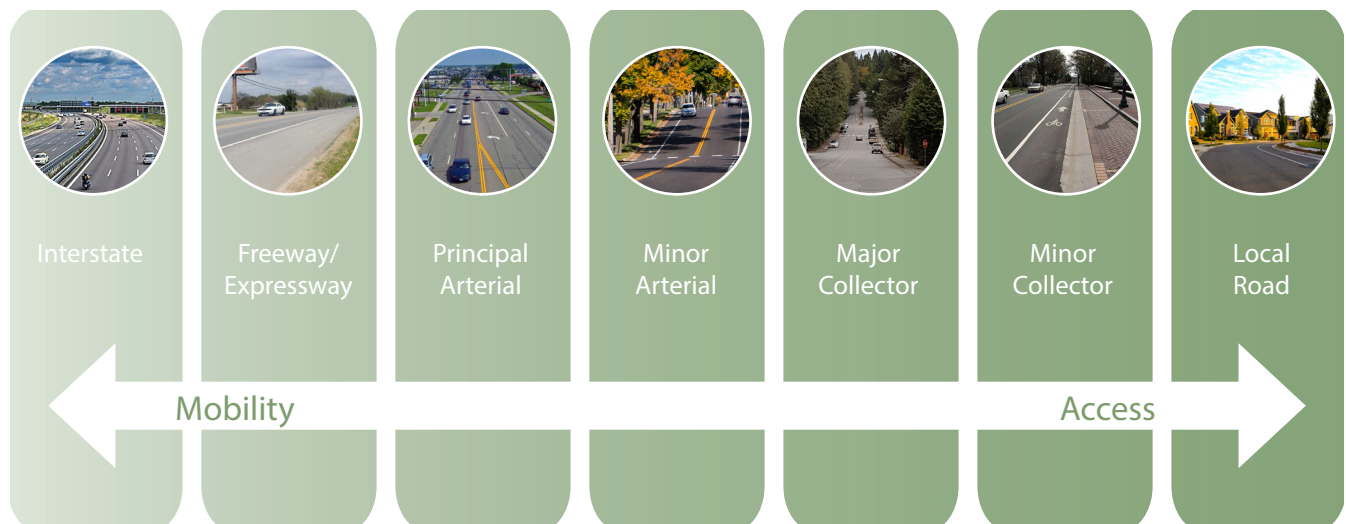 Interstate
Freeway/
Expressway
Principal
Arterial
Minor
Arterial
Major
Collector
Minor
Collector
Local
Road
Mobility
Access